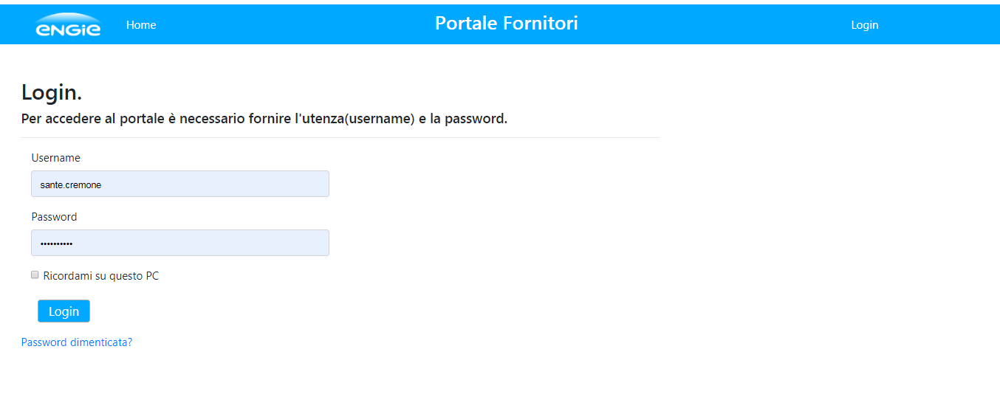 ENGIE
Home
Portale Fornitori
Login
Login.
Per accedere al portale è necessario fornire l'utenza(username) e la password.
Username
sante.cremone
Password
••••••••••
Ricordami su questo PC
Login
Password dimenticata?